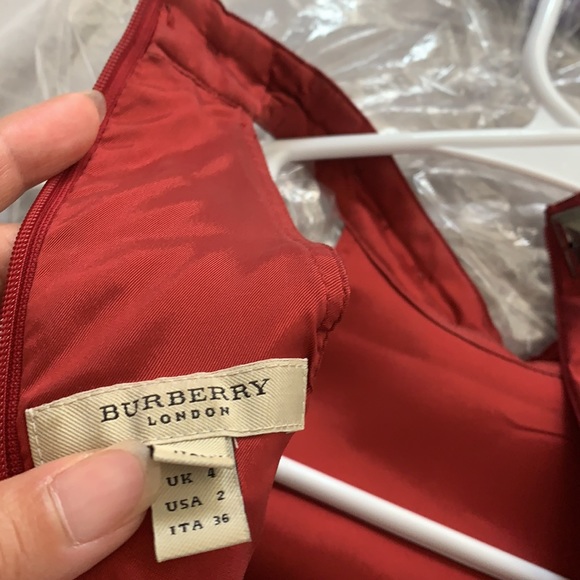 BURBERRY
LONDON
UK 4
USA 2
ITA 36